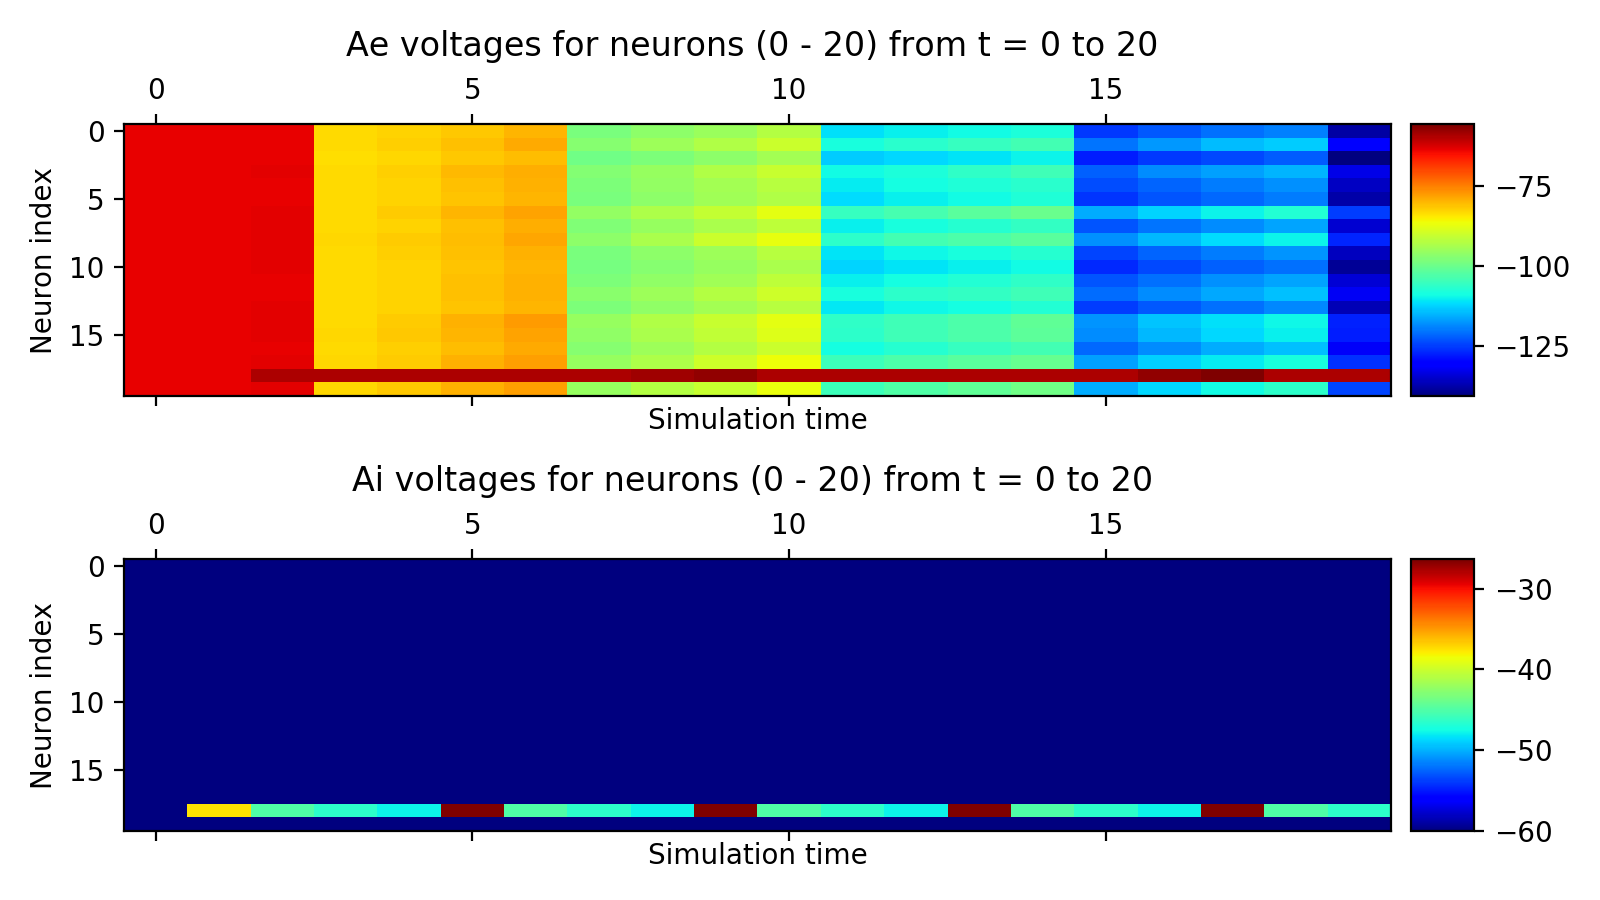 Ae voltages for neurons (0 - 20) from t = 0 to 20
0 5 10 15
Neuron index
0
5
10
15
Simulation time
−75
−100
−125
Ai voltages for neurons (0 - 20) from t = 0 to 20
0 5 10 15
Neuron index
0
5
10
15
Simulation time
−30
−40
−50
−60